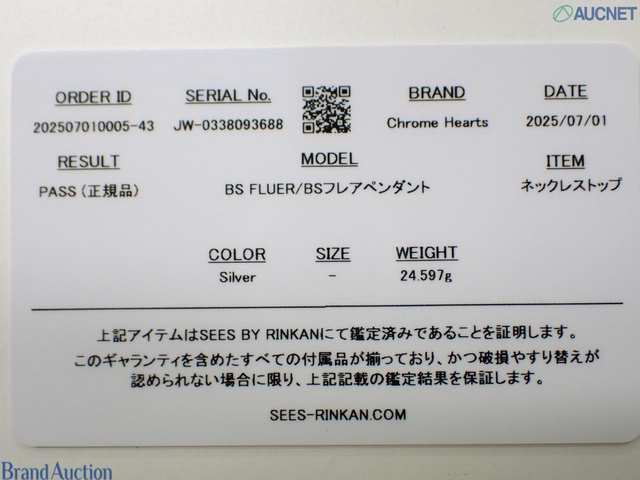 AUCNET
ORDER ID SERIAL No. BRAND DATE
202507010005-43 JW-0338093688 Chrome Hearts 2025/07/01
RESULT MODEL ITEM
PASS（正規品） BS FLUER/BSフレアペンダント ネックレストップ
COLOR SIZE WEIGHT
Silver - 24.597g
上記アイテムはSEES BY RINKANにて鑑定済みであることを証明します。
このギャランティを含めたすべての付属品が揃っており、かつ破損やすり替えが
認められない場合に限り、上記記載の鑑定結果を保証します。
SEES-RINKAN.COM
Brand Auction